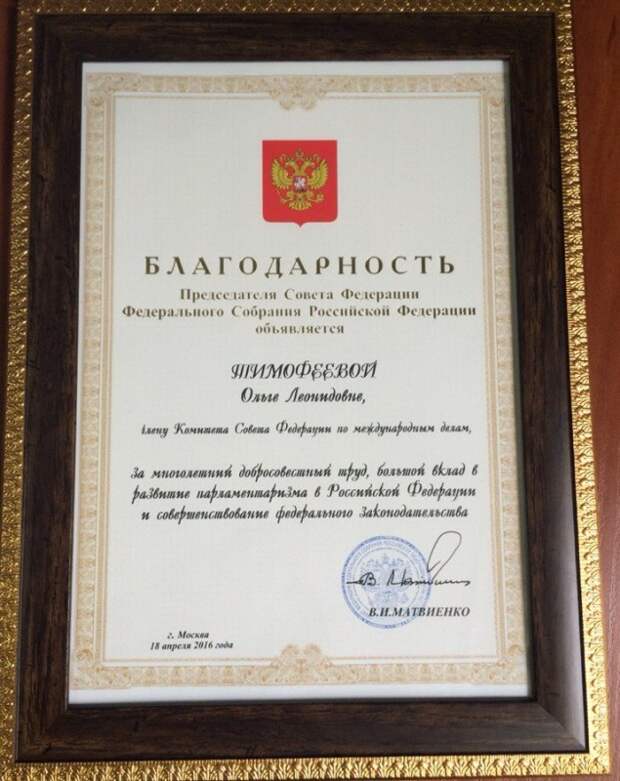 БЛАГОДАРНОСТЬ
Председателя Совета Федерации
Федерального Собрания Российской Федерации
объявляется
ТИМОФЕЕВОЙ
Ольге Леонидовне,
члену Комитета Совета Федерации по международным делам,
За многолетний добросовестный труд, большой вклад в
развитие парламентаризма в Российской Федерации
и совершенствование федерального законодательства
В.И.МАТВИЕНКО
г. Москва
18 апреля 2016 года